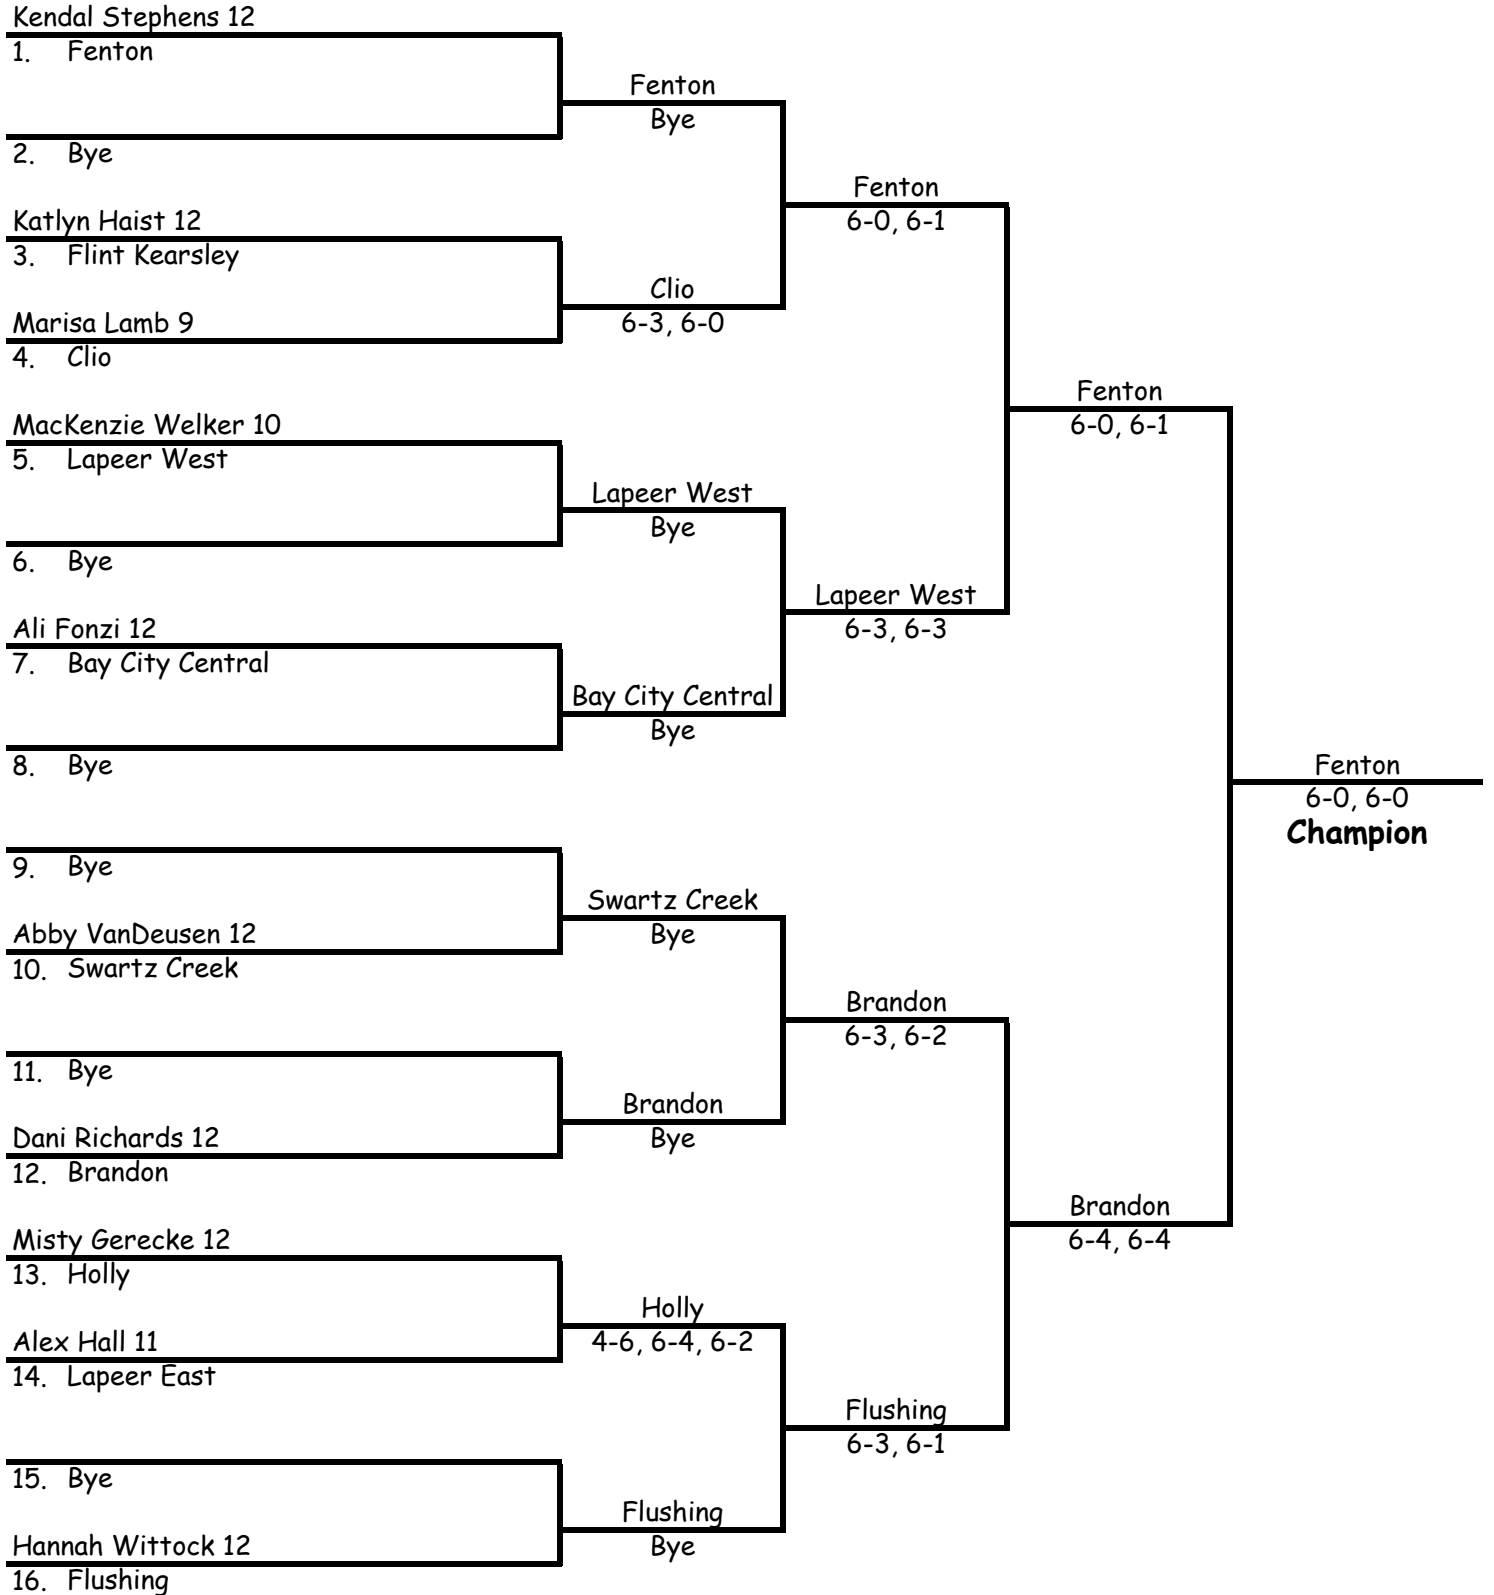 Kendal Stephens 12
1. Fenton
2. Bye
Katlyn Haist 12
3. Flint Kearsley
Marisa Lamb 9
4. Clio
MacKenzie Welker 10
5. Lapeer West
6. Bye
Ali Fonzi 12
7. Bay City Central
8. Bye
9. Bye
Abby VanDeusen 12
10. Swartz Creek
11. Bye
Dani Richards 12
12. Brandon
Misty Gerecke 12
13. Holly
Alex Hall 11
14. Lapeer East
15. Bye
Hannah Wittock 12
16. Flushing
Fenton
Bye
Clio
6-3, 6-0
Lapeer West
Bye
Bay City Central
Bye
Swartz Creek
Bye
Brandon
Bye
Holly
4-6, 6-4, 6-2
Flushing
Bye
Fenton
6-0, 6-1
Lapeer West
6-3, 6-3
Brandon
6-3, 6-2
Flushing
6-3, 6-1
Fenton
6-0, 6-1
Brandon
6-4, 6-4
Fenton
6-0, 6-0
Champion